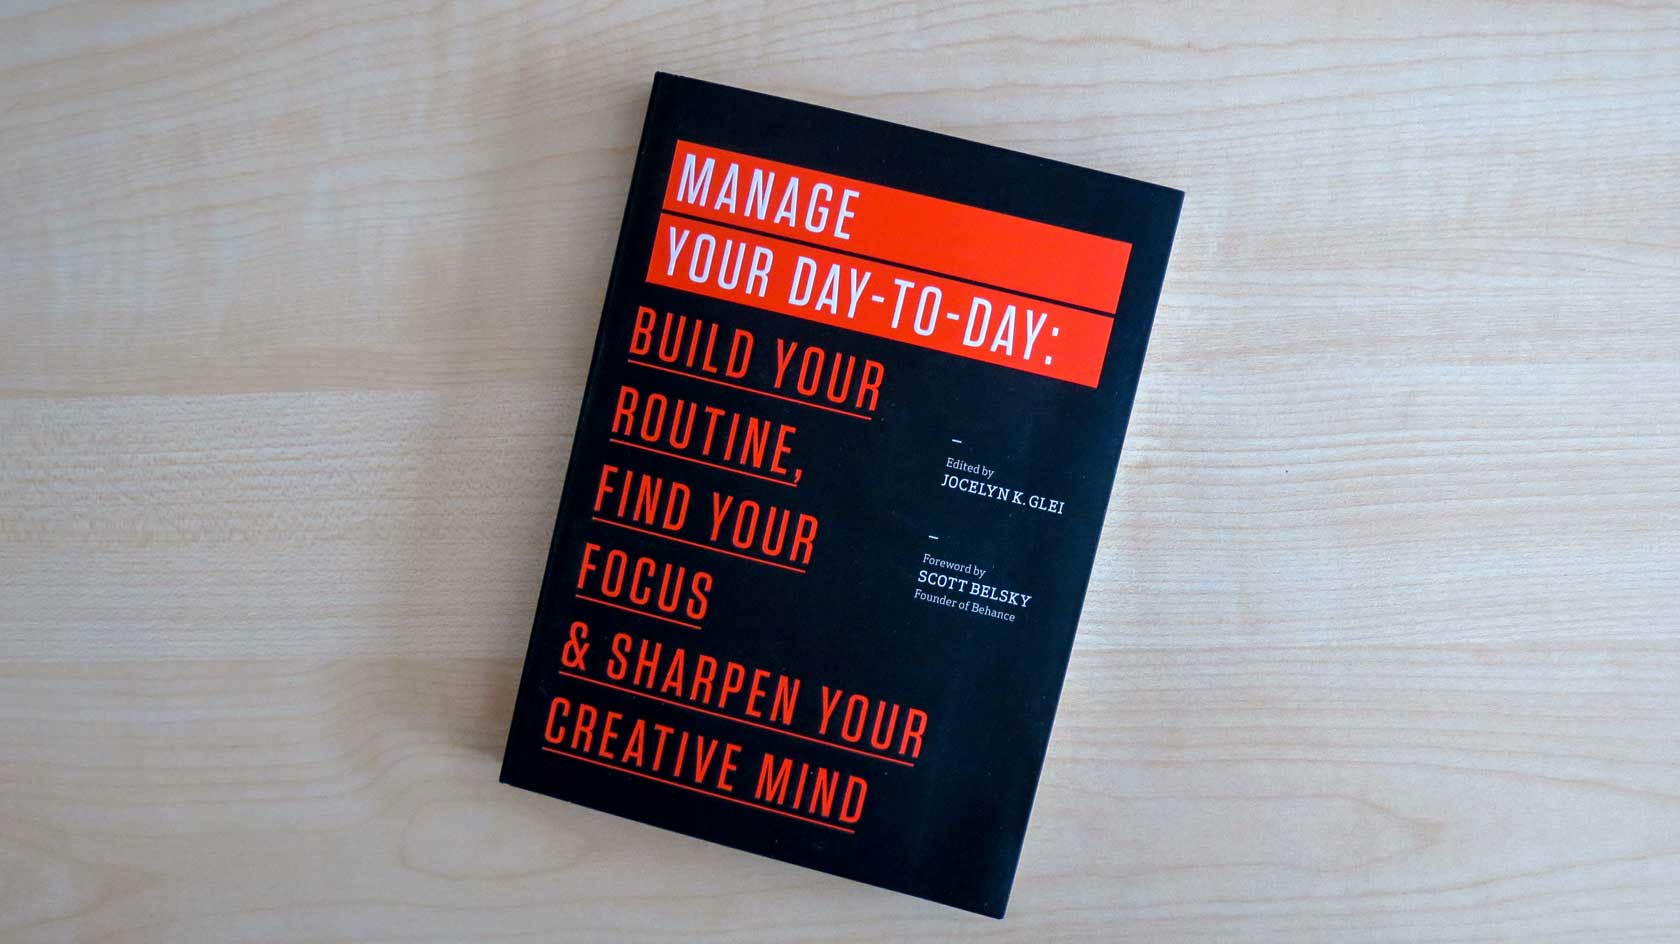 MANAGE
YOUR DAY-TO-DAY:
BUILD YOUR
ROUTINE,
FIND YOUR
FOCUS
& SHARPEN YOUR
CREATIVE MIND
–
Edited by
JOCELYN K. GLEI
–
Foreword by
SCOTT BELSKY
Founder of Behance